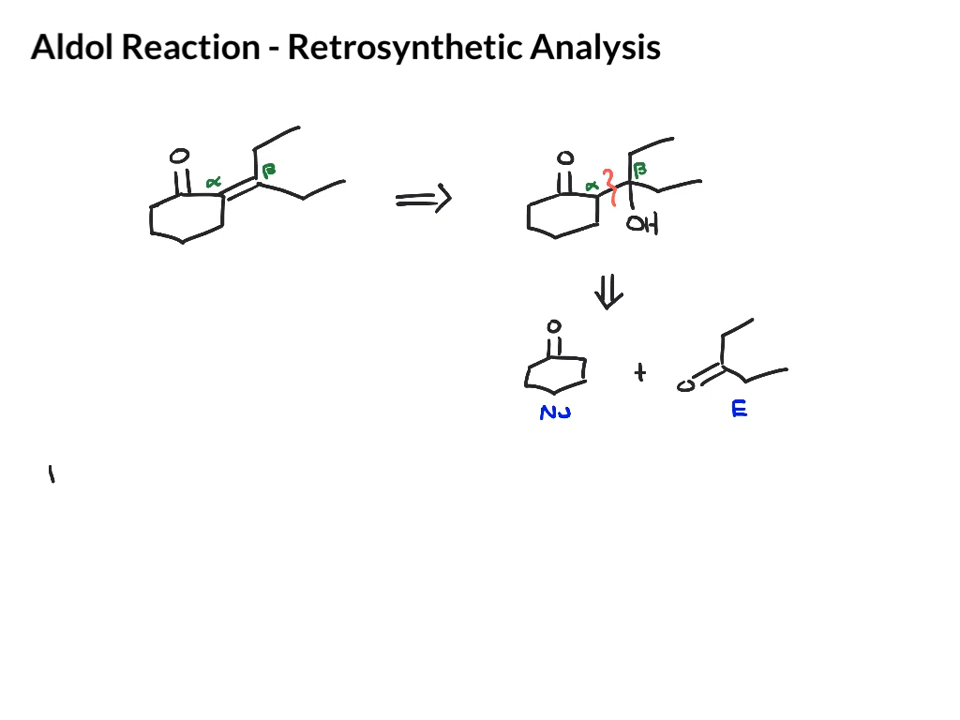 Aldol Reaction - Retrosynthetic Analysis
O α β
O α β
OH
O + O
Nu E